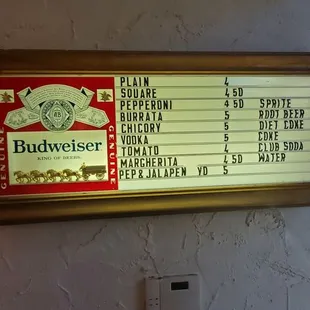 GENUINE
Budweiser
KING OF BEERS.
GENUINE
PLAIN 4
SQUARE 4 50
PEPPERONI 4 50 SPRITE
BURRATA 5 ROOT BEER
CHICORY 5 DIET COKE
VODKA 5 COKE
TOMATO 4 CLUB SODA
MARGHERITA 4 50 WATER
PEP & JALAPEN YO 5